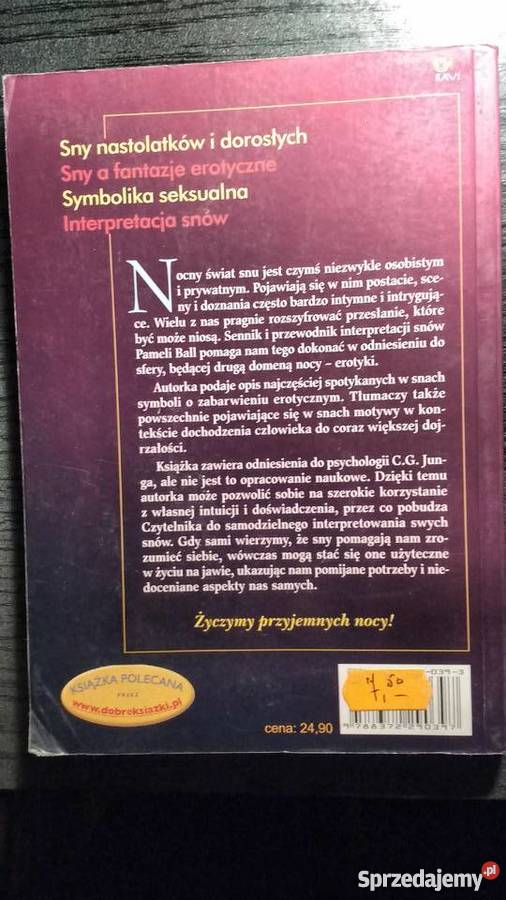 RAVI
Sny nastolatków i dorosłych
Sny a fantazje erotyczne
Symbolika seksualna
Interpretacja snów
Nocny świat snu jest czymś niezwykle osobistym
i prywatnym. Pojawiają się w nim postacie, sce-
ny i doznania często bardzo intymne i intrygują-
ce. Wielu z nas pragnie rozszyfrować przesłanie, które
być może niosą. Sennik i przewodnik interpretacji snów
Pameli Ball pomaga nam tego dokonać w odniesieniu do
sfery, będącej drugą domeną nocy – erotyki.
Autorka podaje opis najczęściej spotykanych w snach
symboli o zabarwieniu erotycznym. Tłumaczy także
powszechnie pojawiające się w snach motywy w kon-
tekście dochodzenia człowieka do coraz większej doj-
rzałości.
Książka zawiera odniesienia do psychologii C.G. Jun-
ga, ale nie jest to opracowanie naukowe. Dzięki temu
autorka może pozwolić sobie na szerokie korzystanie
z własnej intuicji i doświadczenia, przez co pobudza
Czytelnika do samodzielnego interpretowania swych
snów. Gdy sami wierzymy, że sny pomagają nam zro-
zumieć siebie, wówczas mogą stać się one użyteczne
w życiu na jawie, ukazując nam pomijane potrzeby i nie-
doceniane aspekty nas samych.
Życzymy przyjemnych nocy!
KSIĄŻKA POLECANA
PRZEZ
www.dobreksiazki.pl
-039-3
7,50
cena: 24,90
9 788372 290397
Sprzedajemy.pl